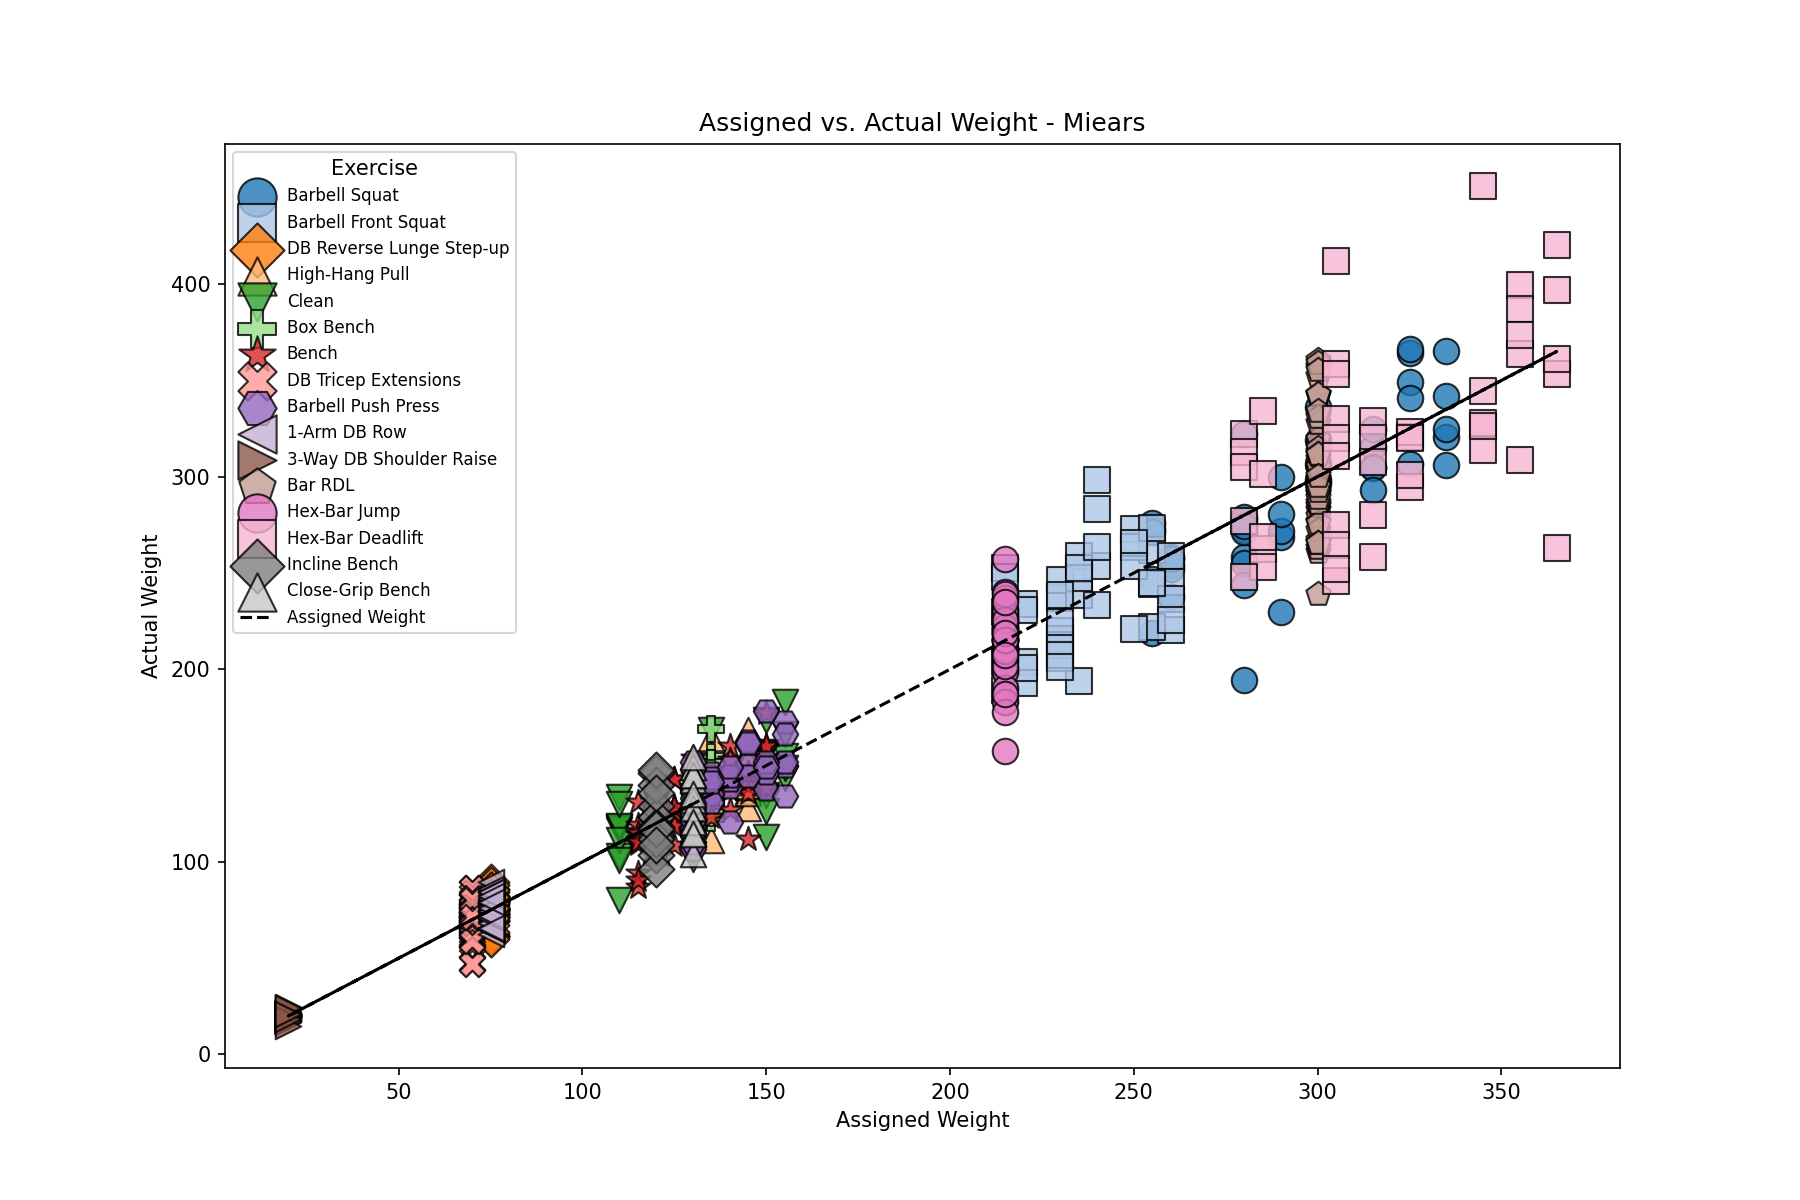 Assigned vs. Actual Weight - Miears
Exercise
Barbell Squat
Barbell Front Squat
DB Reverse Lunge Step-up
High-Hang Pull
Clean
Box Bench
Bench
DB Tricep Extensions
Barbell Push Press
1-Arm DB Row
3-Way DB Shoulder Raise
Bar RDL
Hex-Bar Jump
Hex-Bar Deadlift
Incline Bench
Close-Grip Bench
Assigned Weight
Actual Weight
400
300
200
100
0
50 100 150 200 250 300 350
Assigned Weight